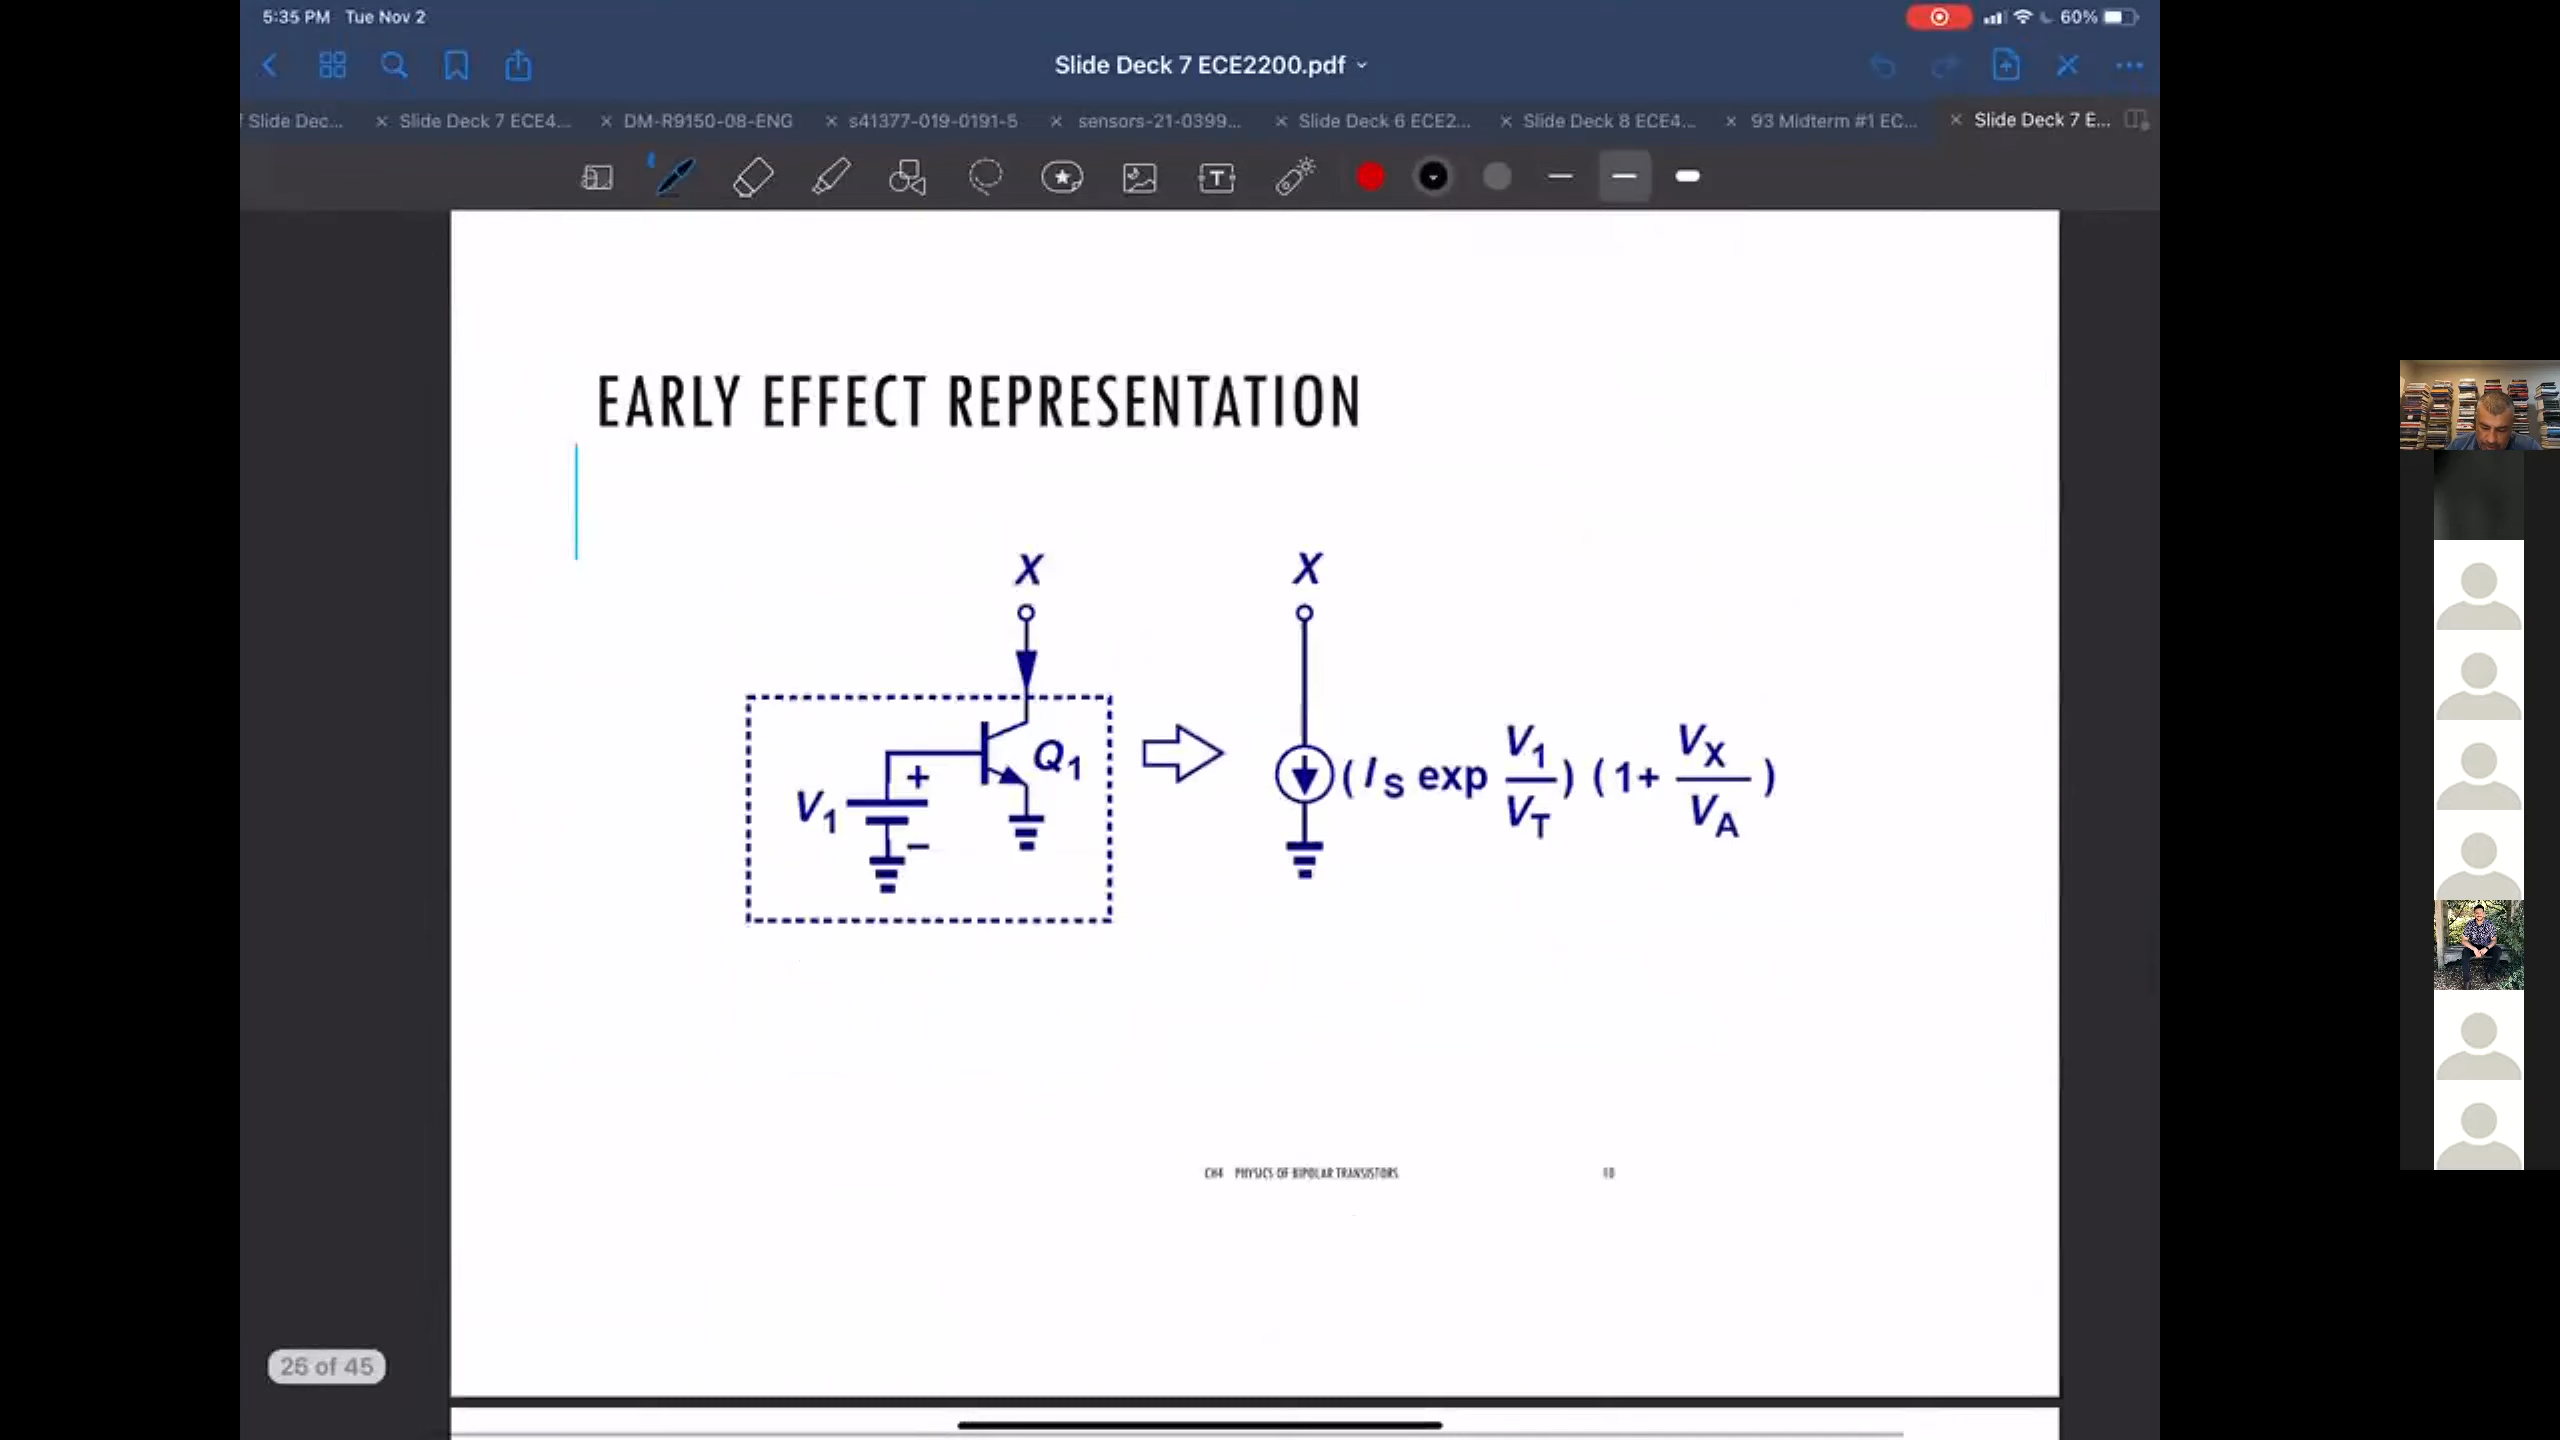 5:35 PM Tue Nov 2
60%
Slide Deck 7 ECE2200.pdf
f Slide Dec...
Slide Deck 7 ECE4...
DM-R9150-08-ENG
s41377-019-0191-5
sensors-21-0399...
Slide Deck 6 ECE2...
Slide Deck 8 ECE4...
93 Midterm #1 EC...
Slide Deck 7 E...
T
EARLY EFFECT REPRESENTATION
X
X
Q1
V1
+
−
(IS exp V1/VT) (1+ VX/VA)
CH4 PHYSICS OF BIPOLAR TRANSISTORS
10
26 of 45